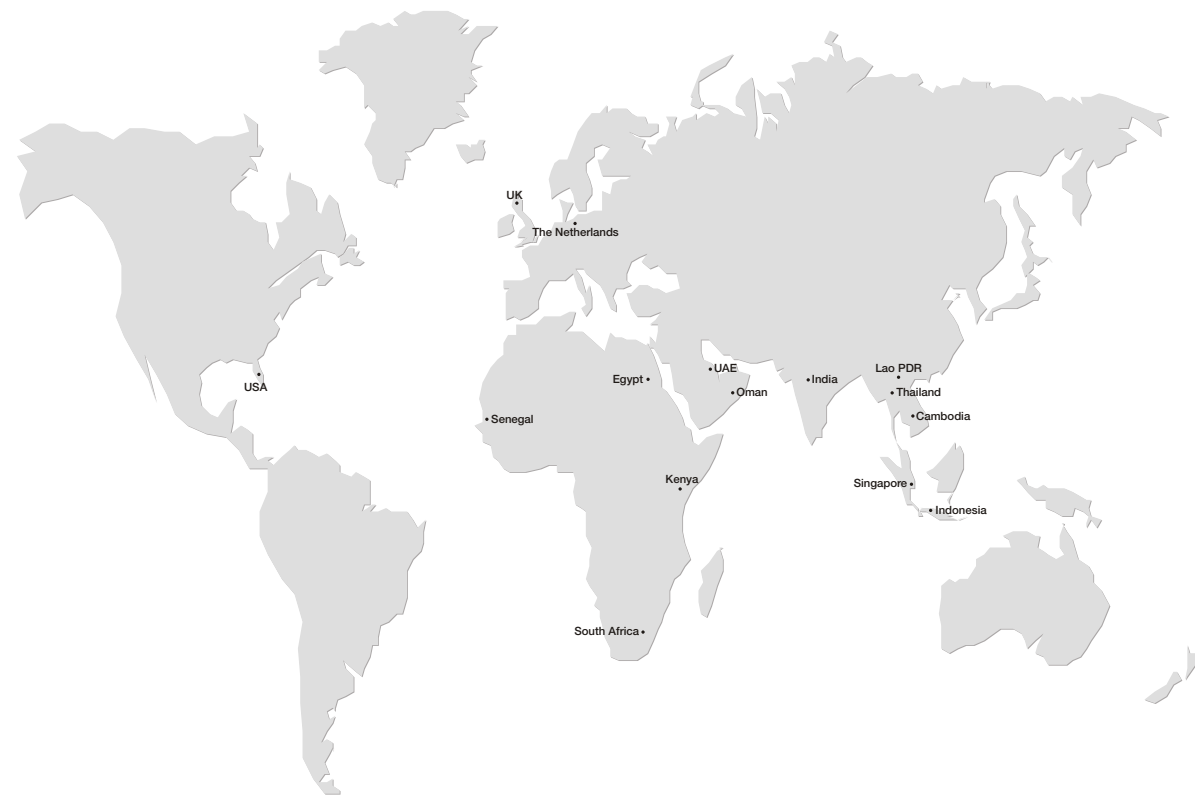 UK
The Netherlands
USA
Egypt
UAE
Oman
India
Lao PDR
Thailand
Cambodia
Senegal
Kenya
Singapore
Indonesia
South Africa